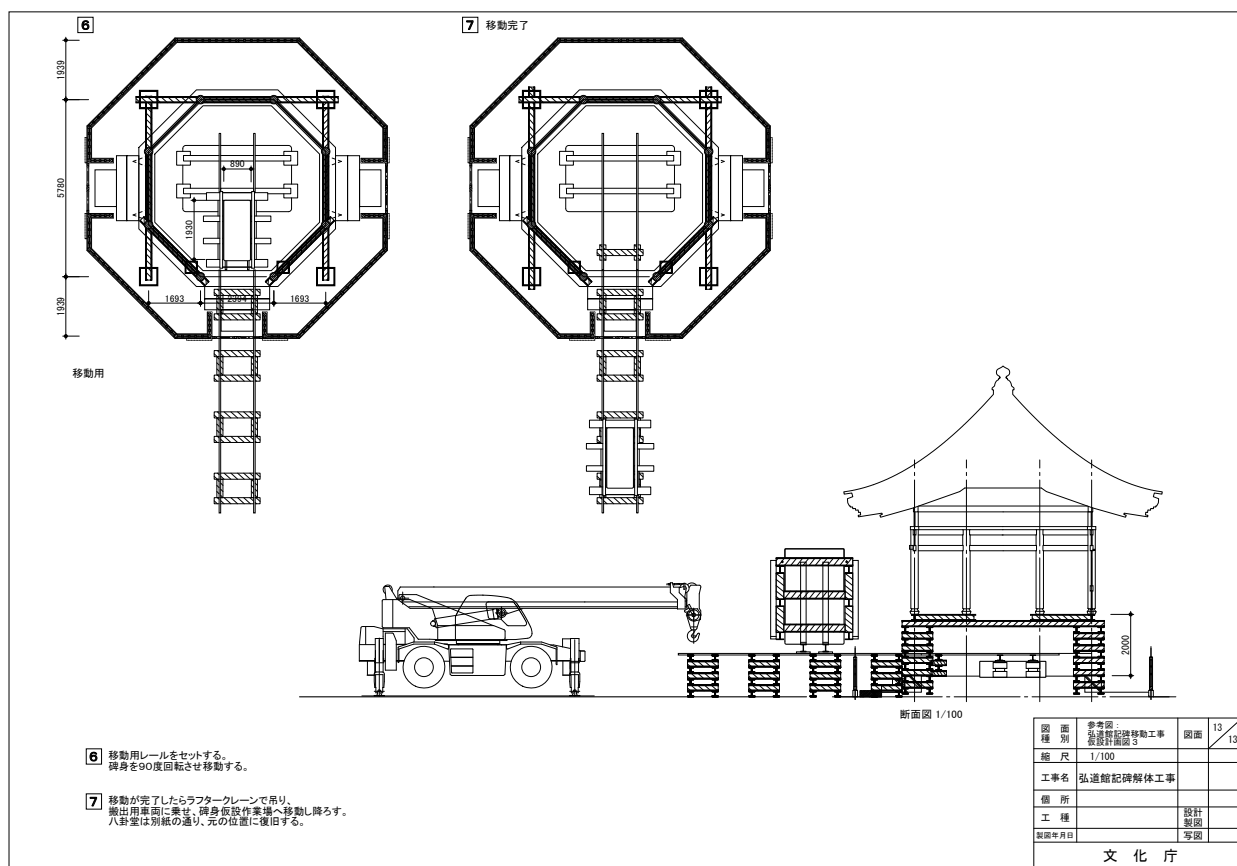 6
7 移動完了
1939
5780
1939
890
1930
1693
2394
1693
移動用
2000
断面図 1/100
6 移動用レールをセットする。
碑身を90度回転させ移動する。
7 移動が完了したらラフタークレーンで吊り、
搬出用車両に乗せ、碑身仮設作業場へ移動し降ろす。
八卦堂は別紙の通り、元の位置に復旧する。
図面種別 参考図：
弘道館記碑移動工事
仮設計画図3
図面 13/13
縮尺 1/100
工事名 弘道館記碑解体工事
個所
工種 設計製図
製図年月日 写図
文化庁